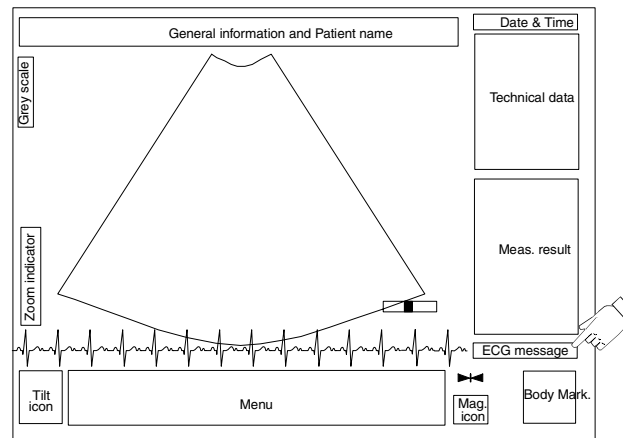 General information and Patient name
Date & Time
Grey scale
Technical data
Zoom indicator
Meas. result
ECG message
Tilt
icon
Menu
Mag.
icon
Body Mark.